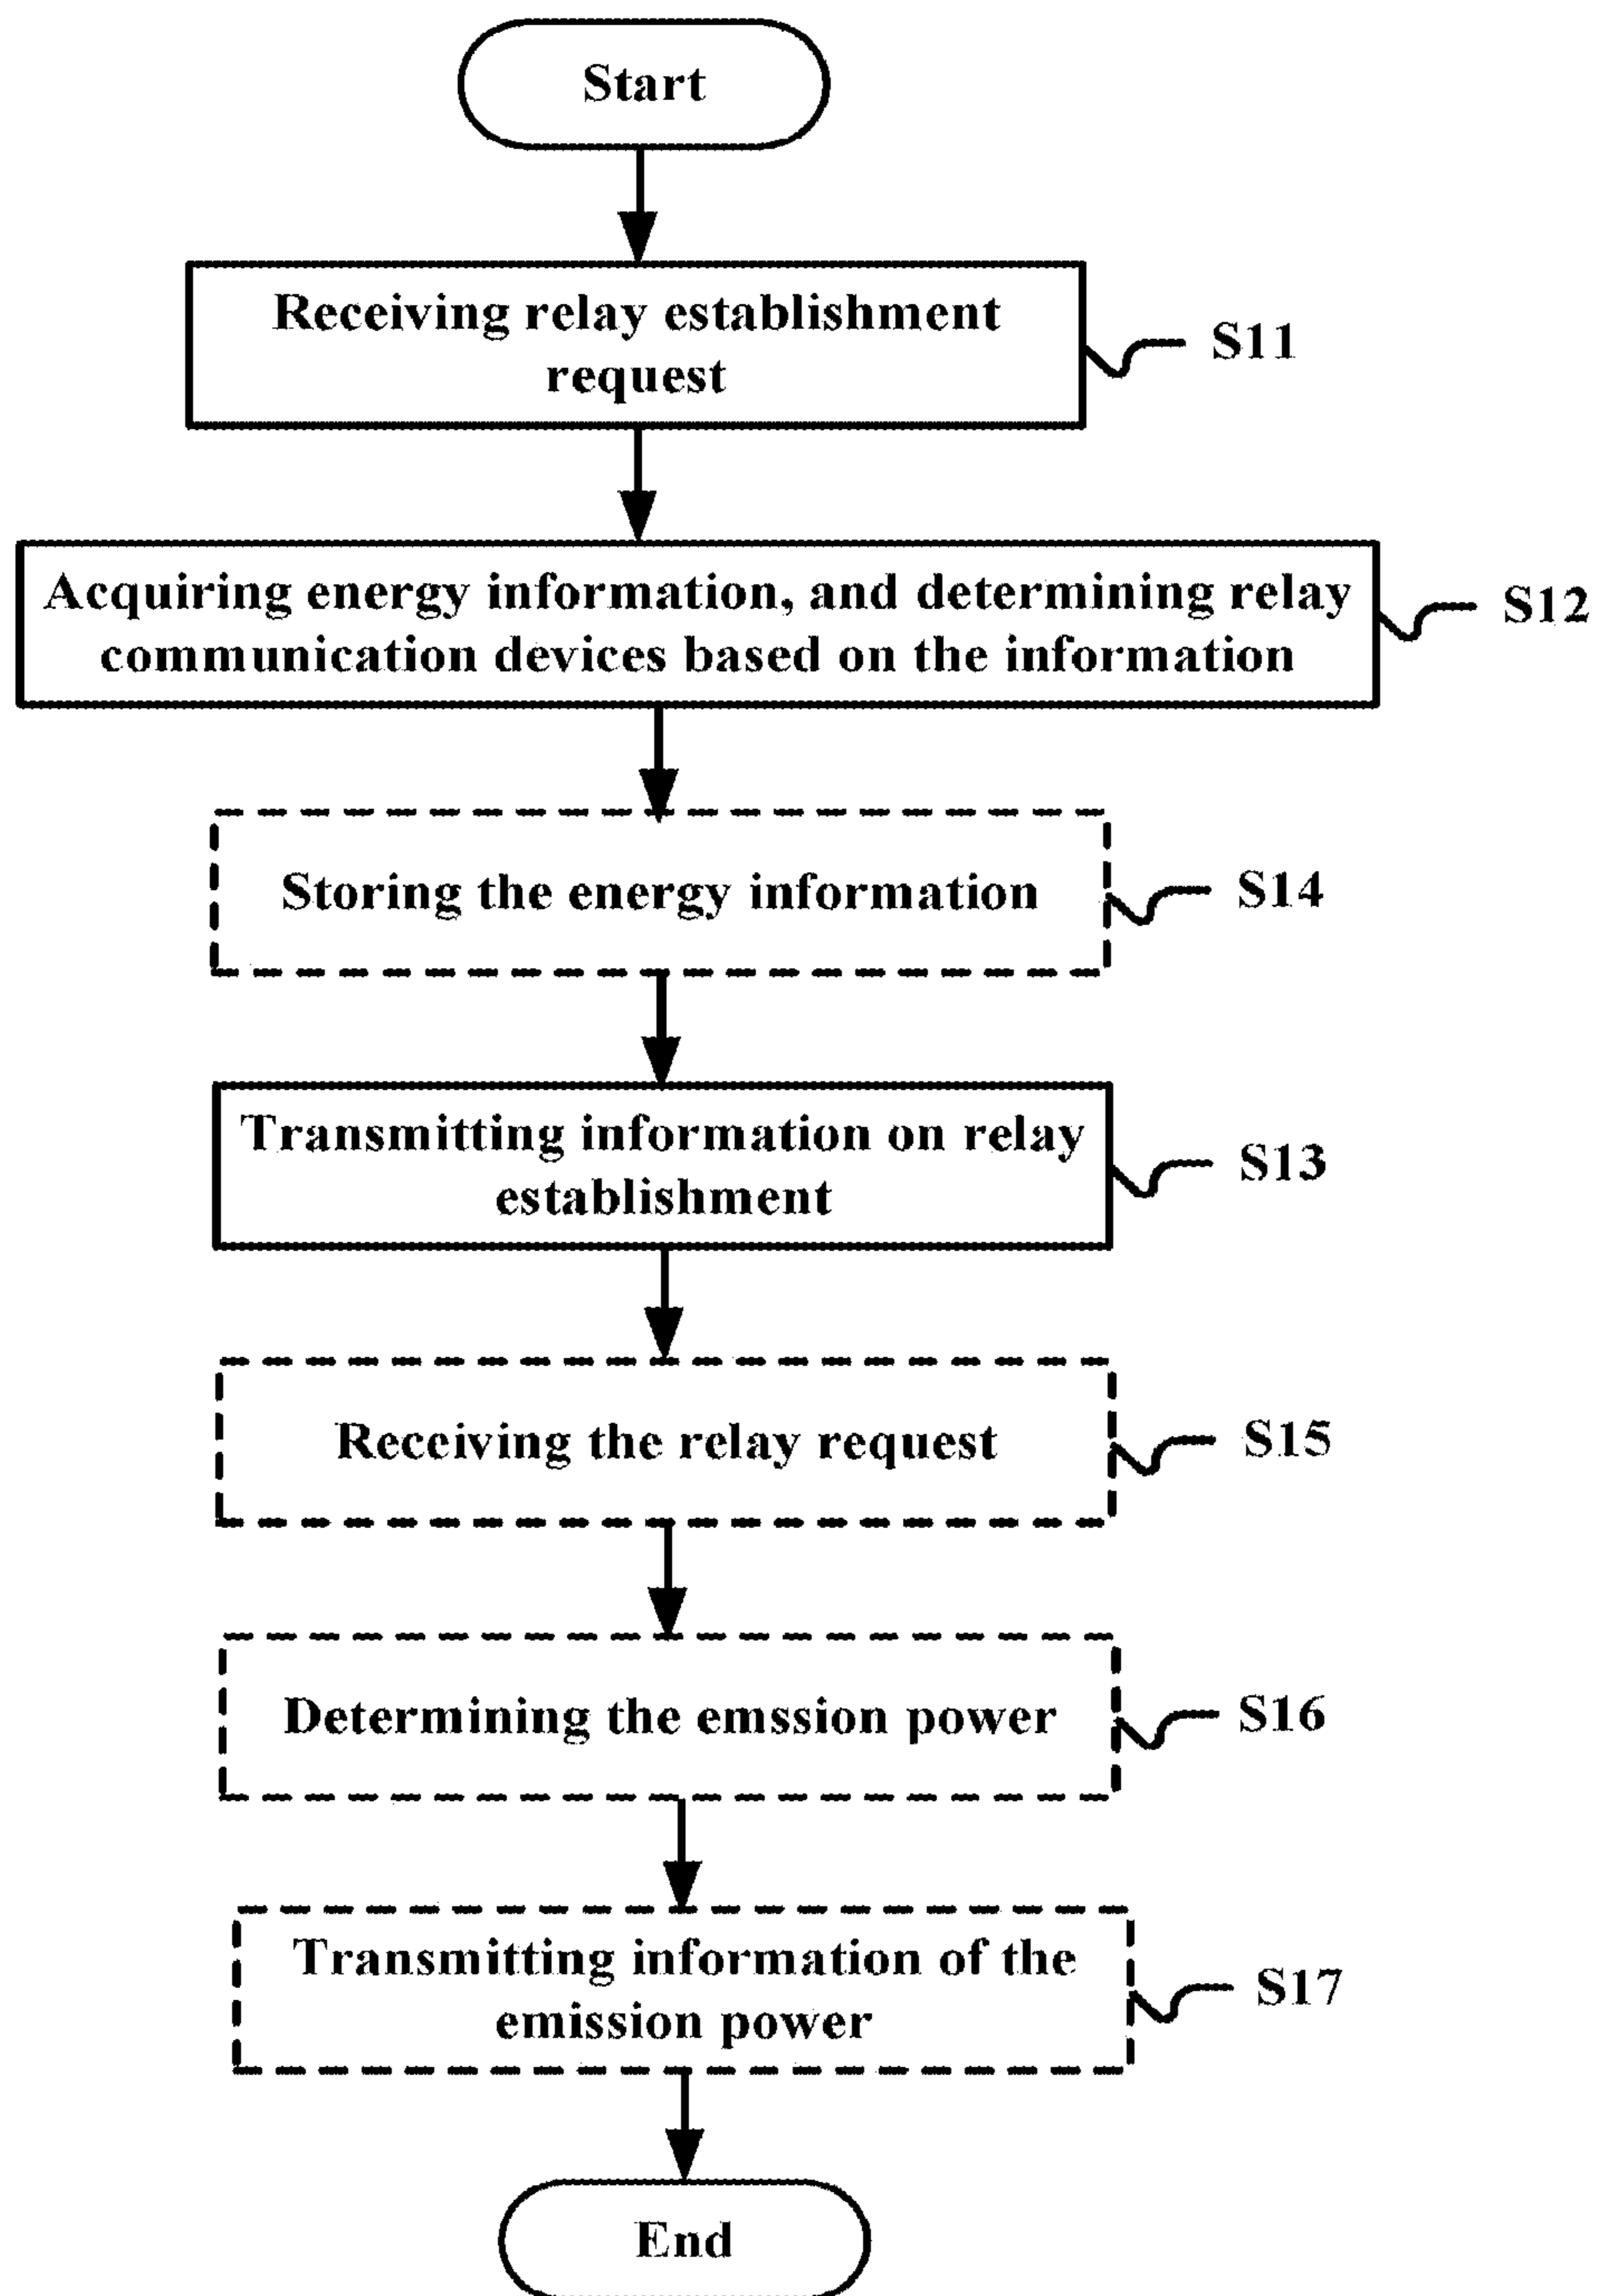 Start
Receiving relay establishment
request
S11
Acquiring energy information, and determining relay
communication devices based on the information
S12
Storing the energy information
S14
Transmitting information on relay
establishment
S13
Receiving the relay request
S15
Determining the emssion power
S16
Transmitting information of the
emission power
S17
End